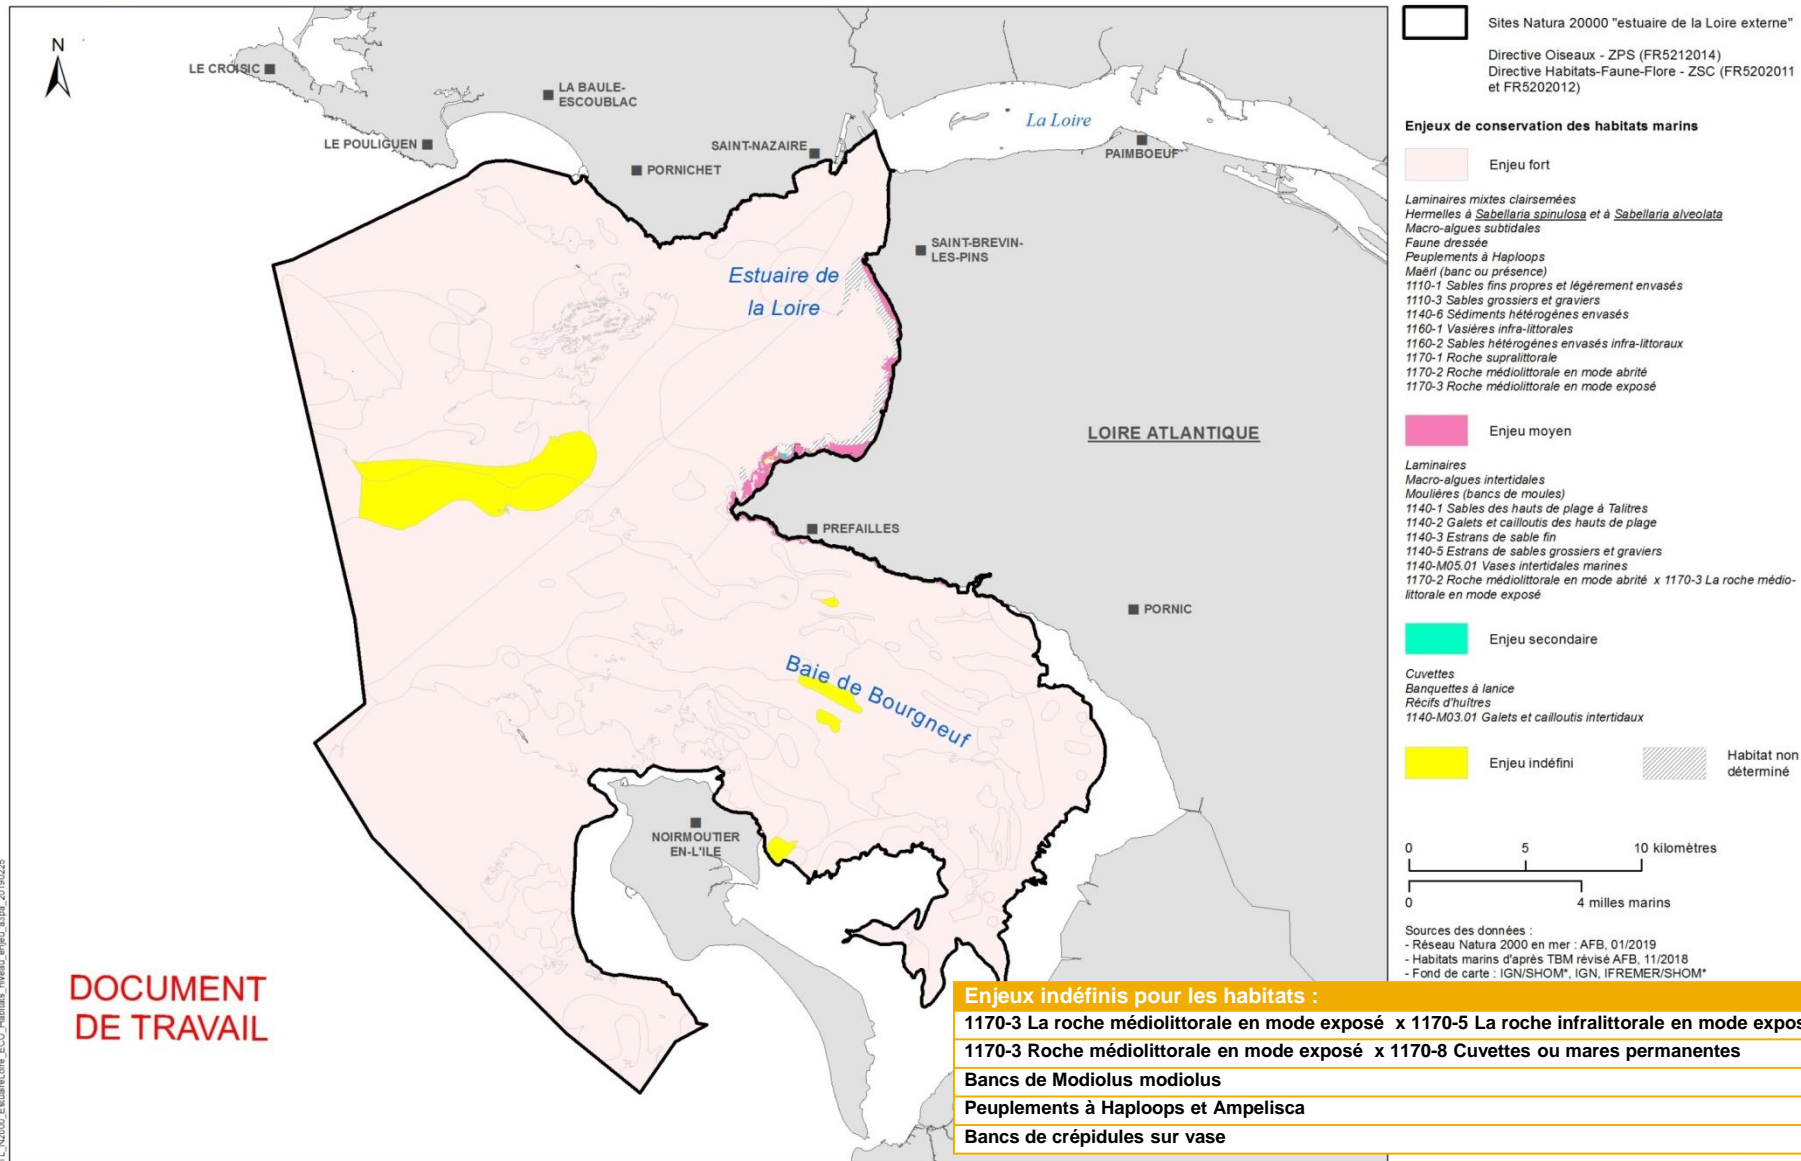 N
LE CROISIC
LA BAULE-
ESCOUBLAC
LE POULIGUEN
PORNICHET
SAINT-NAZAIRE
La Loire
PAIMBOEUF
SAINT-BREVIN-
LES-PINS
Estuaire de
la Loire
LOIRE ATLANTIQUE
PREFAILLES
PORNIC
Baie de Bourgneuf
NOIRMOUTIER
EN-L'ILE
DOCUMENT
DE TRAVAIL
Sites Natura 20000 "estuaire de la Loire externe"
Directive Oiseaux - ZPS (FR5212014)
Directive Habitats-Faune-Flore - ZSC (FR5202011
et FR5202012)
Enjeux de conservation des habitats marins
Enjeu fort
Laminaires mixtes clairsemées
Hermelles à Sabellaria spinulosa et à Sabellaria alveolata
Macro-algues subtidales
Faune dressée
Peuplements à Haploops
Maërl (banc ou présence)
1110-1 Sables fins propres et légérement envasés
1110-3 Sables grossiers et graviers
1140-6 Sédiments hétérogènes envasés
1160-1 Vasières infra-littorales
1160-2 Sables hétérogènes envasés infra-littoraux
1170-1 Roche supralittorale
1170-2 Roche médiolittorale en mode abrité
1170-3 Roche médiolittorale en mode exposé
Enjeu moyen
Laminaires
Macro-algues intertidales
Moulières (bancs de moules)
1140-1 Sables des hauts de plage à Talitres
1140-2 Galets et cailloutis des hauts de plage
1140-3 Estrans de sable fin
1140-5 Estrans de sables grossiers et graviers
1140-M05.01 Vases intertidales marines
1170-2 Roche médiolittorale en mode abrité x 1170-3 La roche médio-
littorale en mode exposé
Enjeu secondaire
Cuvettes
Banquettes à lanice
Récifs d'huîtres
1140-M03.01 Galets et cailloutis intertidaux
Enjeu indéfini
Habitat non
déterminé
0 5 10 kilomètres
0 4 milles marins
Sources des données :
- Réseau Natura 2000 en mer : AFB, 01/2019
- Habitats marins d'après TBM révisé AFB, 11/2018
- Fond de carte : IGN/SHOM*, IGN, IFREMER/SHOM*
Enjeux indéfinis pour les habitats :
1170-3 La roche médiolittorale en mode exposé x 1170-5 La roche infralittorale en mode expos
1170-3 Roche médiolittorale en mode exposé x 1170-8 Cuvettes ou mares permanentes
Bancs de Modiolus modiolus
Peuplements à Haploops et Ampelisca
Bancs de crépidules sur vase